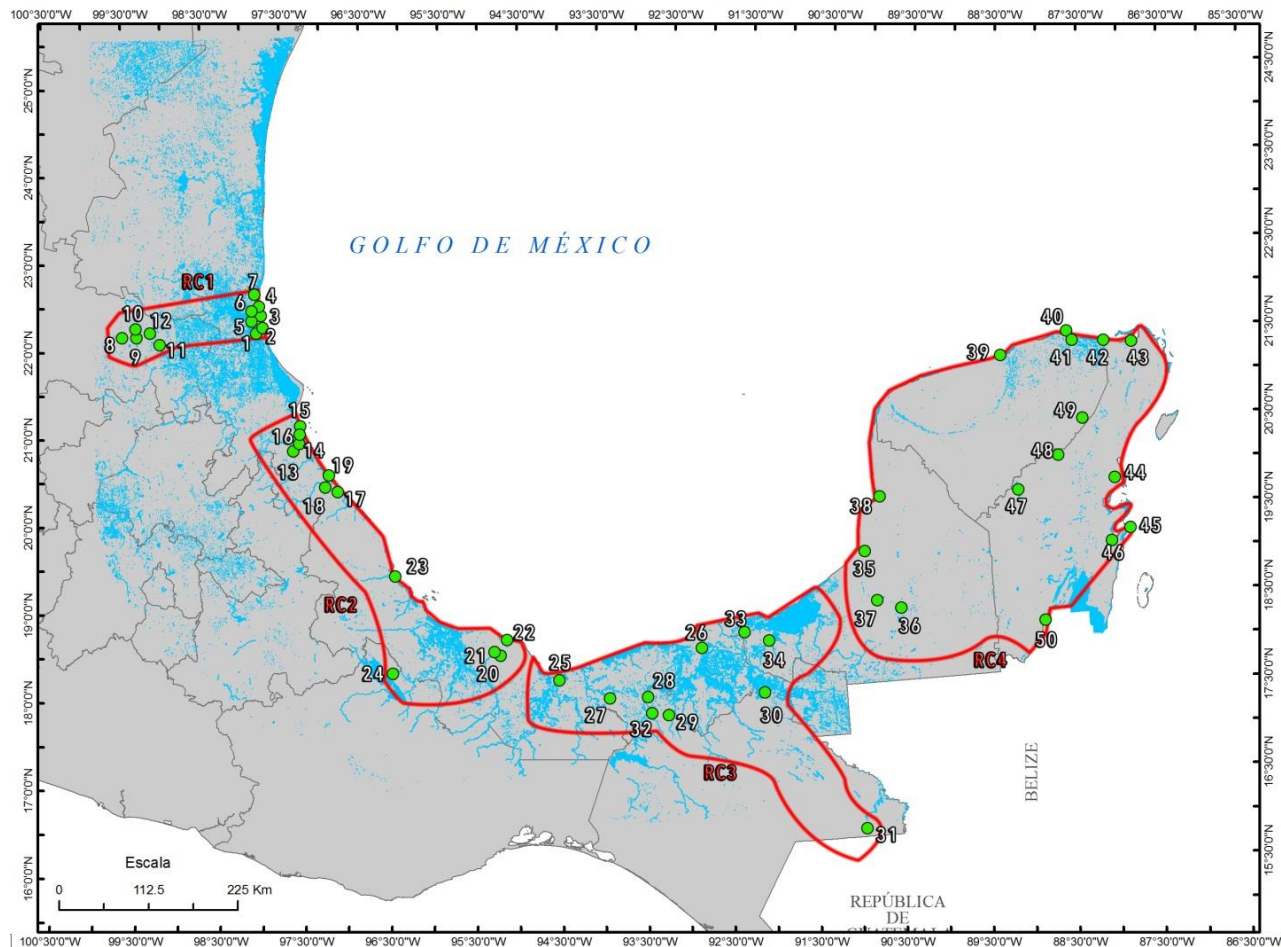 100°30'0"W 99°30'0"W 98°30'0"W 97°30'0"W 96°30'0"W 95°30'0"W 94°30'0"W 93°30'0"W 92°30'0"W 91°30'0"W 90°30'0"W 89°30'0"W 88°30'0"W 87°30'0"W 86°30'0"W 85°30'0"W
25°0'0"N
24°0'0"N
23°0'0"N
22°0'0"N
21°0'0"N
20°0'0"N
19°0'0"N
18°0'0"N
17°0'0"N
16°0'0"N
GOLFO DE MÉXICO
RC1
7
4
6
3
5
2
1
10
12
8
9
11
15
16
14
13
19
18
17
23
RC2
22
21
20
24
25
26
33
34
28
27
32
29
30
RC3
31
40
39
41
42
43
49
48
44
38
47
45
46
35
37
36
50
RC4
BELIZE
REPÚBLICA
DE
Escala
0 112.5 225 Km
24°30'0"N
23°30'0"N
22°30'0"N
21°30'0"N
20°30'0"N
19°30'0"N
18°30'0"N
17°30'0"N
16°30'0"N
15°30'0"N
100°30'0"W 99°30'0"W 98°30'0"W 97°30'0"W 96°30'0"W 95°30'0"W 94°30'0"W 93°30'0"W 92°30'0"W 91°30'0"W 90°30'0"W 89°30'0"W 88°30'0"W 87°30'0"W 86°30'0"W